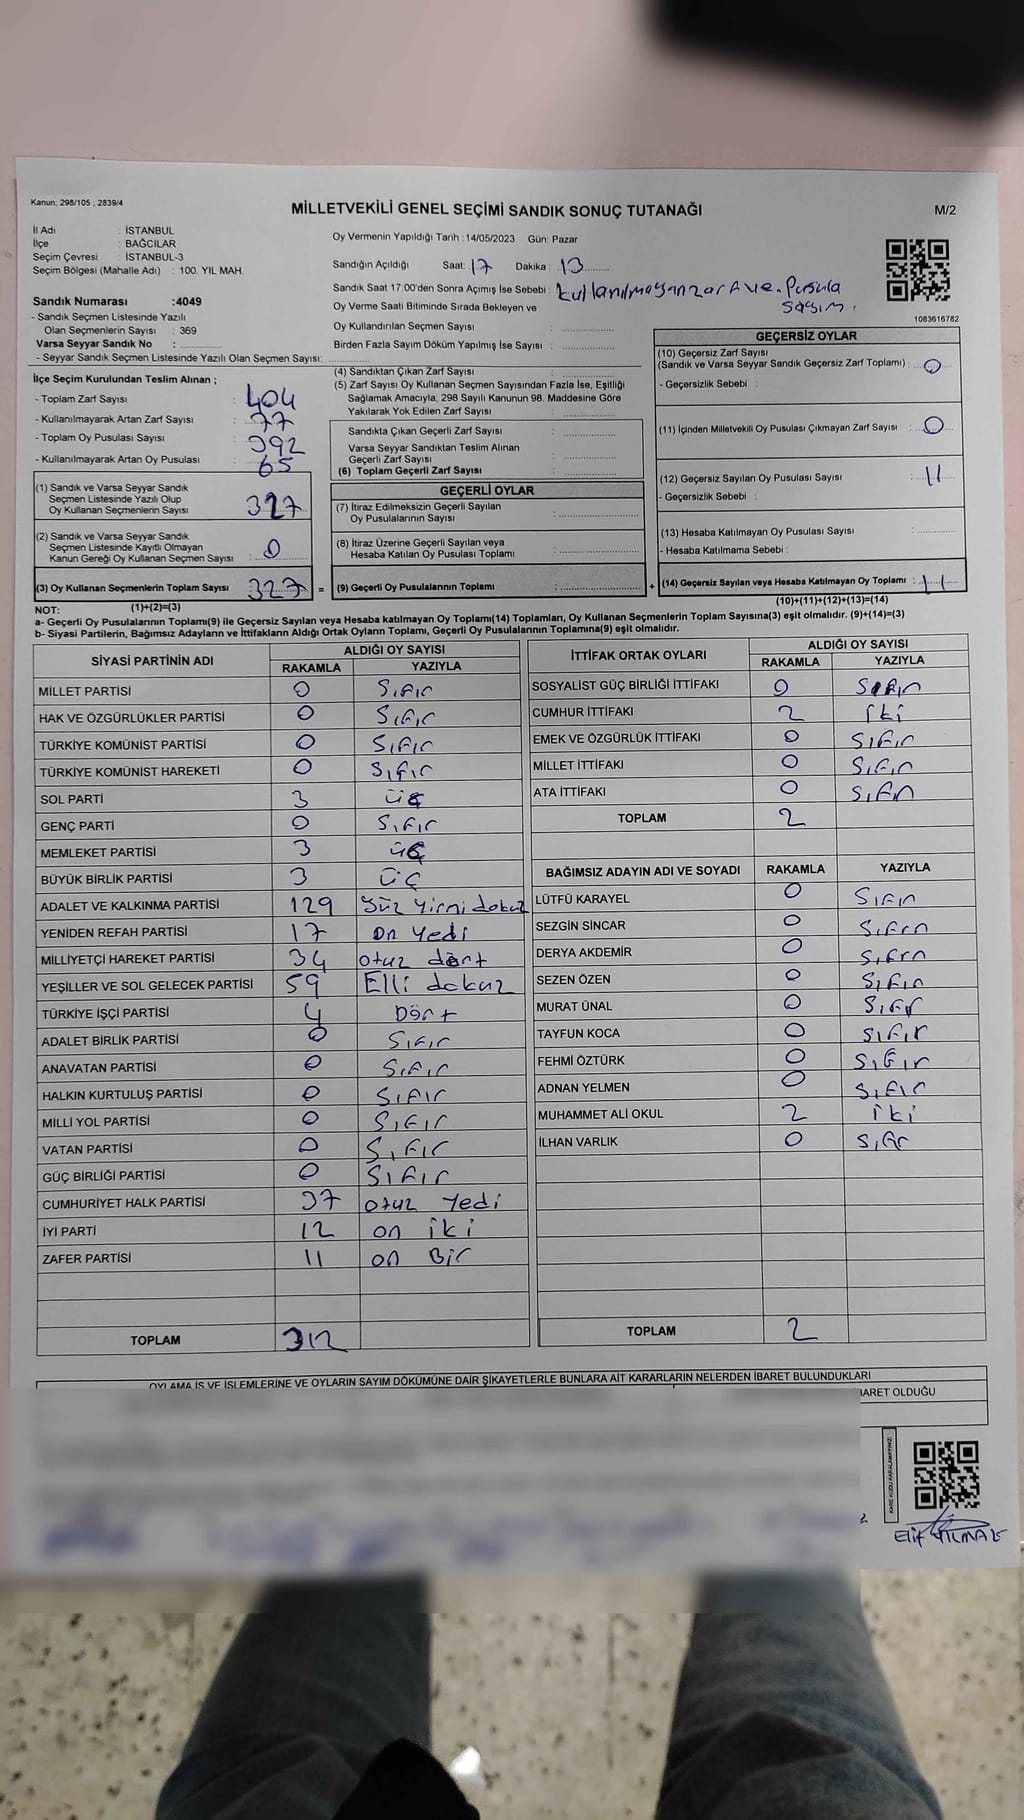 Kanun; 298/105 , 2839/4
MİLLETVEKİLİ GENEL SEÇİMİ SANDIK SONUÇ TUTANAĞI
M/2
İl Adı : İSTANBUL
İlçe : BAĞCILAR
Seçim Çevresi : İSTANBUL-3
Seçim Bölgesi (Mahalle Adı) : 100. YIL MAH.
Oy Vermenin Yapıldığı Tarih :14/05/2023 Gün: Pazar
Sandığın Açıldığı Saat: 17 Dakika : 13
Sandık Saat 17:00'den Sonra Açımış İse Sebebi : kullanılmayan zarf ve. Pusula
sayım.
Oy Verme Saati Bitiminde Sırada Bekleyen ve
Oy Kullandırılan Seçmen Sayısı :
Birden Fazla Sayım Döküm Yapılmış İse Sayısı :
1083616782
Sandık Numarası :4049
- Sandık Seçmen Listesinde Yazılı
Olan Seçmenlerin Sayısı : 369
Varsa Seyyar Sandık No :
- Seyyar Sandık Seçmen Listesinde Yazılı Olan Seçmen Sayısı:
İlçe Seçim Kurulundan Teslim Alınan ;
- Toplam Zarf Sayısı : 404
- Kullanılmayarak Artan Zarf Sayısı : 77
- Toplam Oy Pusulası Sayısı : 392
- Kullanılmayarak Artan Oy Pusulası : 65
(1) Sandık ve Varsa Seyyar Sandık
Seçmen Listesinde Yazılı Olup
Oy Kullanan Seçmenlerin Sayısı : 327
(2) Sandık ve Varsa Seyyar Sandık
Seçmen Listesinde Kayıtlı Olmayan
Kanun Gereği Oy Kullanan Seçmen Sayısı : 0
(3) Oy Kullanan Seçmenlerin Toplam Sayısı : 327 =
(4) Sandıktan Çıkan Zarf Sayısı :
(5) Zarf Sayısı Oy Kullanan Seçmen Sayısından Fazla İse, Eşitliği
Sağlamak Amacıyla; 298 Sayılı Kanunun 98. Maddesine Göre
Yakılarak Yok Edilen Zarf Sayısı :
Sandıkta Çıkan Geçerli Zarf Sayısı :
Varsa Seyyar Sandıktan Teslim Alınan
Geçerli Zarf Sayısı :
(6) Toplam Geçerli Zarf Sayısı :
GEÇERLİ OYLAR
(7) İtiraz Edilmeksizin Geçerli Sayılan
Oy Pusulalarının Sayısı :
(8) İtiraz Üzerine Geçerli Sayılan veya
Hesaba Katılan Oy Pusulası Toplamı :
(9) Geçerli Oy Pusulalarının Toplamı : +
GEÇERSİZ OYLAR
(10) Geçersiz Zarf Sayısı
(Sandık ve Varsa Seyyar Sandık Geçersiz Zarf Toplamı) : 0
- Geçersizlik Sebebi :
(11) İçinden Milletvekili Oy Pusulası Çıkmayan Zarf Sayısı : 0
(12) Geçersiz Sayılan Oy Pusulası Sayısı : 11
- Geçersizlik Sebebi :
(13) Hesaba Katılmayan Oy Pusulası Sayısı :
- Hesaba Katılmama Sebebi :
(14) Geçersiz Sayılan veya Hesaba Katılmayan Oy Toplamı : 11
(10)+(11)+(12)+(13)=(14)
NOT: (1)+(2)=(3)
a- Geçerli Oy Pusulalarının Toplamı(9) ile Geçersiz Sayılan veya Hesaba katılmayan Oy Toplamı(14) Toplamları, Oy Kullanan Seçmenlerin Toplam Sayısına(3) eşit olmalıdır. (9)+(14)=(3)
b- Siyasi Partilerin, Bağımsız Adayların ve İttifakların Aldığı Ortak Oyların Toplamı, Geçerli Oy Pusulalarının Toplamına(9) eşit olmalıdır.
SİYASİ PARTİNİN ADI ALDIĞI OY SAYISI
RAKAMLA YAZIYLA
MİLLET PARTİSİ 0 Sıfır
HAK VE ÖZGÜRLÜKLER PARTİSİ 0 Sıfır
TÜRKİYE KOMÜNİST PARTİSİ 0 Sıfır
TÜRKİYE KOMÜNİST HAREKETİ 0 Sıfır
SOL PARTİ 3 üç
GENÇ PARTİ 0 Sıfır
MEMLEKET PARTİSİ 3 üç
BÜYÜK BİRLİK PARTİSİ 3 üç
ADALET VE KALKINMA PARTİSİ 129 Yüz Yirmi dokuz
YENİDEN REFAH PARTİSİ 17 On Yedi
MİLLİYETÇİ HAREKET PARTİSİ 34 otuz dört
YEŞİLLER VE SOL GELECEK PARTİSİ 59 Elli dokuz
TÜRKİYE İŞÇİ PARTİSİ 4 Dört
ADALET BİRLİK PARTİSİ 0 Sıfır
ANAVATAN PARTİSİ 0 Sıfır
HALKIN KURTULUŞ PARTİSİ 0 Sıfır
MİLLİ YOL PARTİSİ 0 Sıfır
VATAN PARTİSİ 0 Sıfır
GÜÇ BİRLİĞİ PARTİSİ 0 Sıfır
CUMHURİYET HALK PARTİSİ 37 otuz Yedi
İYİ PARTİ 12 on iki
ZAFER PARTİSİ 11 on Bir
TOPLAM 312
İTTİFAK ORTAK OYLARI ALDIĞI OY SAYISI
RAKAMLA YAZIYLA
SOSYALİST GÜÇ BİRLİĞİ İTTİFAKI 0 Sıfır
CUMHUR İTTİFAKI 2 İki
EMEK VE ÖZGÜRLÜK İTTİFAKI 0 Sıfır
MİLLET İTTİFAKI 0 Sıfır
ATA İTTİFAKI 0 Sıfır
TOPLAM 2
BAĞIMSIZ ADAYIN ADI VE SOYADI RAKAMLA YAZIYLA
LÜTFÜ KARAYEL 0 Sıfır
SEZGİN SİNCAR 0 Sıfır
DERYA AKDEMİR 0 Sıfır
SEZEN ÖZEN 0 Sıfır
MURAT ÜNAL 0 Sıfır
TAYFUN KOCA 0 Sıfır
FEHMİ ÖZTÜRK 0 Sıfır
ADNAN YELMEN 0 Sıfır
MUHAMMET ALİ OKUL 2 iki
İLHAN VARLIK 0 Sıfır
TOPLAM 2
OYLAMA İŞ VE İŞLEMLERİNE VE OYLARIN SAYIM DÖKÜMÜNE DAİR ŞİKAYETLERLE BUNLARA AİT KARARLARIN NELERDEN İBARET BULUNDUKLARI
BARET OLDUĞU
KARE KODU KARALAMAYINIZ!
Elif YILMAZ